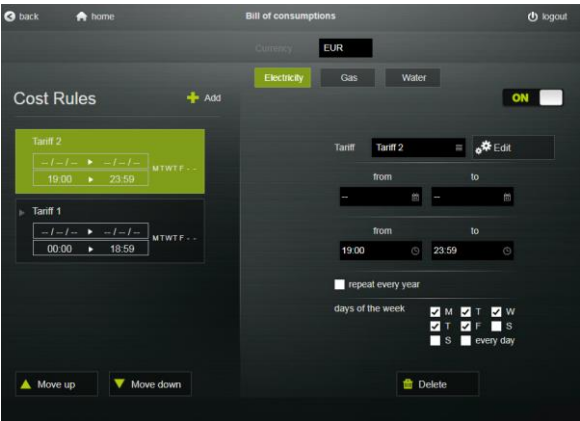 back home Bill of consumptions logout
Currency EUR
Electricity Gas Water
Cost Rules Add
ON
Tariff 2
--/--/-- --/--/--
19:00 23:59
M T W T F - -
Tariff 1
--/--/-- --/--/--
00:00 18:59
M T W T F - -
Tariff Tariff 2 Edit
from to
-- --
from to
19:00 23:59
repeat every year
days of the week M T W
T F S
S every day
Move up Move down Delete